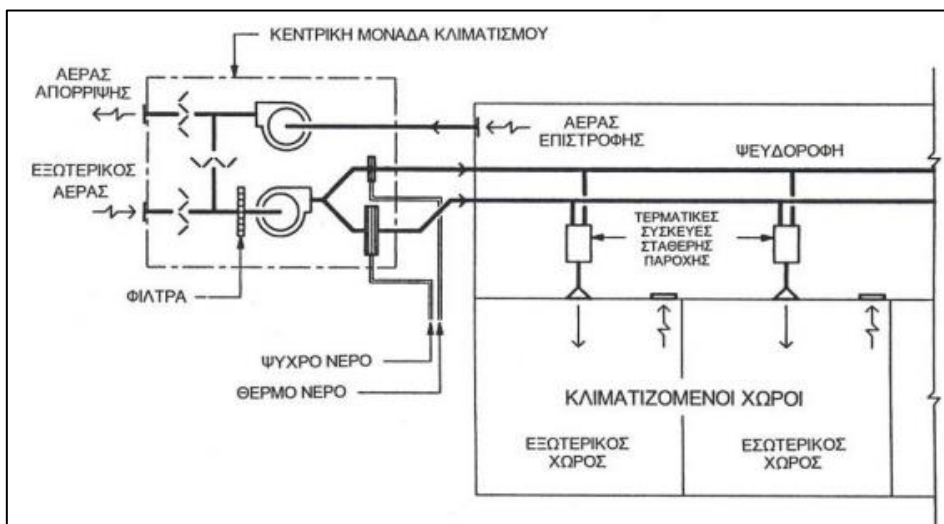 ΚΕΝΤΡΙΚΗ ΜΟΝΑΔΑ ΚΛΙΜΑΤΙΣΜΟΥ
ΑΕΡΑΣ
ΑΠΟΡΡΙΨΗΣ
ΑΕΡΑΣ
ΕΠΙΣΤΡΟΦΗΣ
ΨΕΥΔΟΡΟΦΗ
ΕΞΩΤΕΡΙΚΟΣ
ΑΕΡΑΣ
ΤΕΡΜΑΤΙΚΕΣ
ΣΥΣΚΕΥΕΣ
ΣΤΑΘΕΡΗΣ
ΠΑΡΟΧΗΣ
ΦΙΛΤΡΑ
ΨΥΧΡΟ ΝΕΡΟ
ΘΕΡΜΟ ΝΕΡΟ
ΚΛΙΜΑΤΙΖΟΜΕΝΟΙ ΧΩΡΟΙ
ΕΞΩΤΕΡΙΚΟΣ
ΧΩΡΟΣ
ΕΣΩΤΕΡΙΚΟΣ
ΧΩΡΟΣ